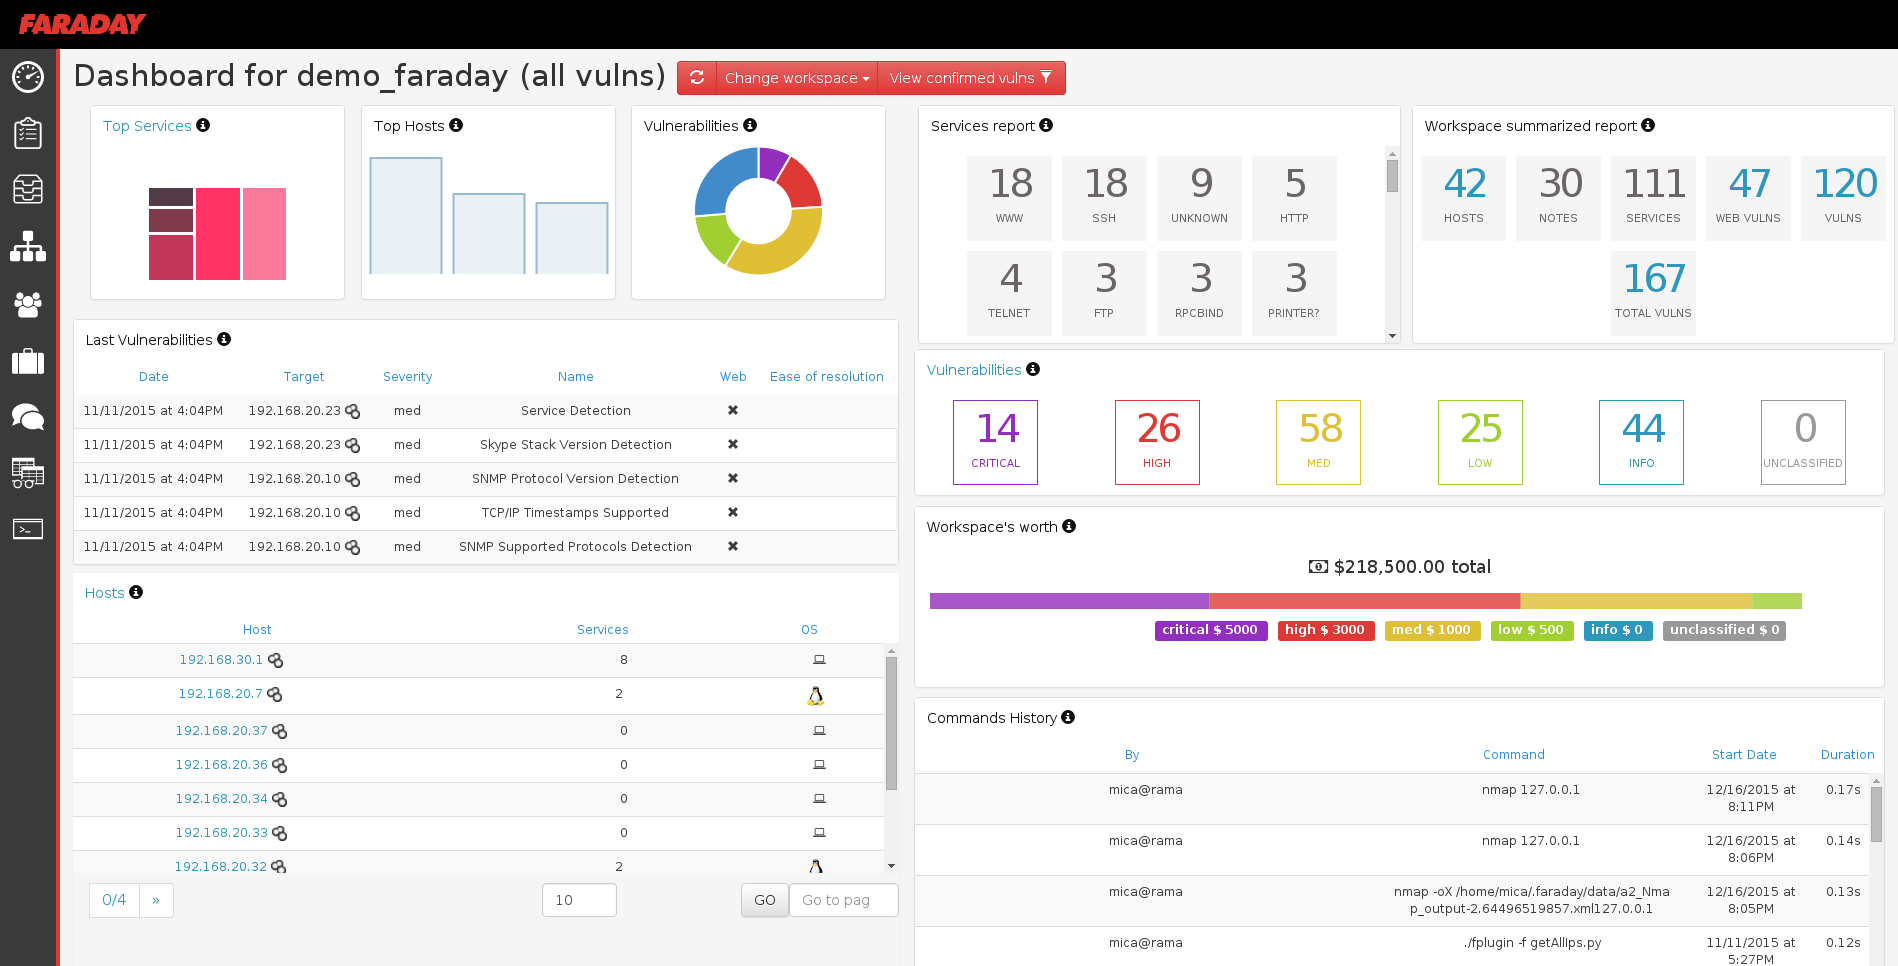 FARADAY
Dashboard for demo_faraday (all vulns)
Change workspace
View confirmed vulns
Top Services
Top Hosts
Vulnerabilities
Services report
18 18 9 5
WWW SSH UNKNOWN HTTP
4 3 3 3
TELNET FTP RPCBIND PRINTER?
Workspace summarized report
42 30 111 47 120
HOSTS NOTES SERVICES WEB VULNS VULNS
167
TOTAL VULNS
Last Vulnerabilities
Date Target Severity Name Web Ease of resolution
11/11/2015 at 4:04PM 192.168.20.23 med Service Detection
11/11/2015 at 4:04PM 192.168.20.23 med Skype Stack Version Detection
11/11/2015 at 4:04PM 192.168.20.10 med SNMP Protocol Version Detection
11/11/2015 at 4:04PM 192.168.20.10 med TCP/IP Timestamps Supported
11/11/2015 at 4:04PM 192.168.20.10 med SNMP Supported Protocols Detection
Vulnerabilities
14 26 58 25 44 0
CRITICAL HIGH MED LOW INFO UNCLASSIFIED
Workspace's worth
$218,500.00 total
critical $ 5000 high $ 3000 med $ 1000 low $ 500 info $ 0 unclassified $ 0
Hosts
Host Services OS
192.168.30.1 8
192.168.20.7 2
192.168.20.37 0
192.168.20.36 0
192.168.20.34 0
192.168.20.33 0
192.168.20.32 2
0/4 » 10 GO Go to pag
Commands History
By Command Start Date Duration
mica@rama nmap 127.0.0.1 12/16/2015 at 0.17s
8:11PM
mica@rama nmap 127.0.0.1 12/16/2015 at 0.14s
8:06PM
mica@rama nmap -oX /home/mica/.faraday/data/a2_Nma 12/16/2015 at 0.13s
p_output-2.64496519857.xml127.0.0.1 8:05PM
mica@rama ./fplugin -f getAllIps.py 11/11/2015 at 0.12s
5:27PM